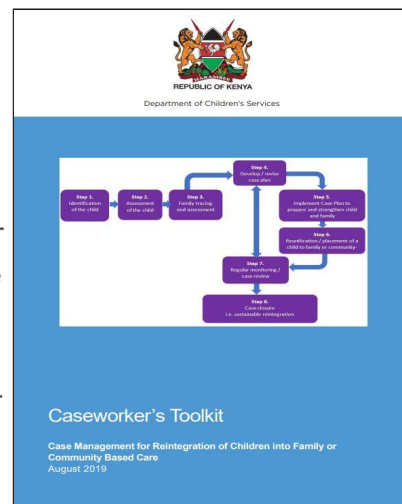 HARAMBEE
REPUBLIC OF KENYA
Department of Children's Services
Step 1.
Identification
of the child
Step 2.
Assessment
of the child
Step 3.
Family tracing
and assessment
Step 4.
Develop / revise
case plan
Step 5.
Implement Case Plan to
prepare and strengthen child
and family
Step 6.
Reunification / placement of a
child to family or community-
Step 7.
Regular monitoring /
case review
Step 8.
Case closure
i.e. sustainable reintegration
Caseworker's Toolkit
Case Management for Reintegration of Children into Family or
Community Based Care
August 2019